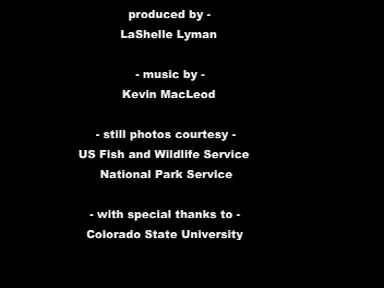 produced by -
LaShelle Lyman
- music by -
Kevin MacLeod
- still photos courtesy -
US Fish and Wildlife Service
National Park Service
- with special thanks to -
Colorado State University